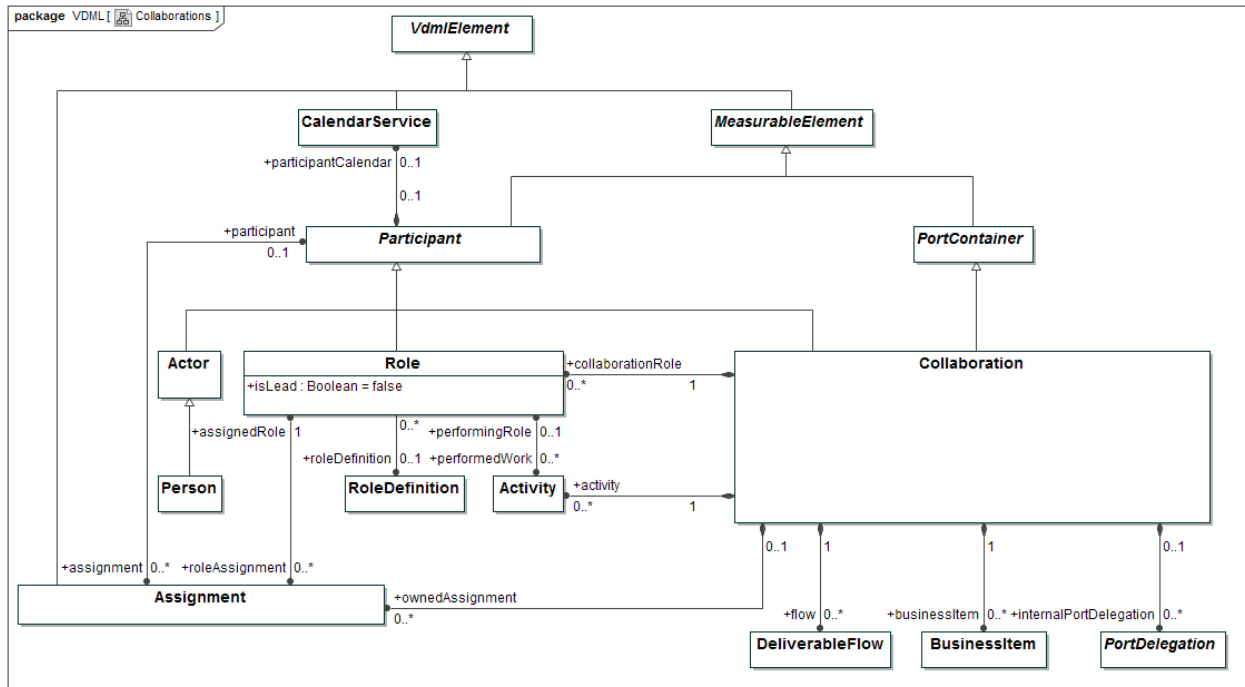 package VDML [ Collaborations ]
VdmlElement
CalendarService
MeasurableElement
+participantCalendar 0..1
0..1
+participant
0..1
Participant
PortContainer
Actor
Role
+isLead : Boolean = false
+collaborationRole
0..*
1
Collaboration
+assignedRole 1
0..*
+roleDefinition 0..1
+performingRole 0..1
+performedWork 0..*
Person
RoleDefinition
Activity
+activity
0..*
1
+assignment 0..*
+roleAssignment 0..*
Assignment
+ownedAssignment
0..*
0..1
1
1
0..1
+flow 0..*
+businessItem 0..*
+internalPortDelegation 0..*
DeliverableFlow
BusinessItem
PortDelegation